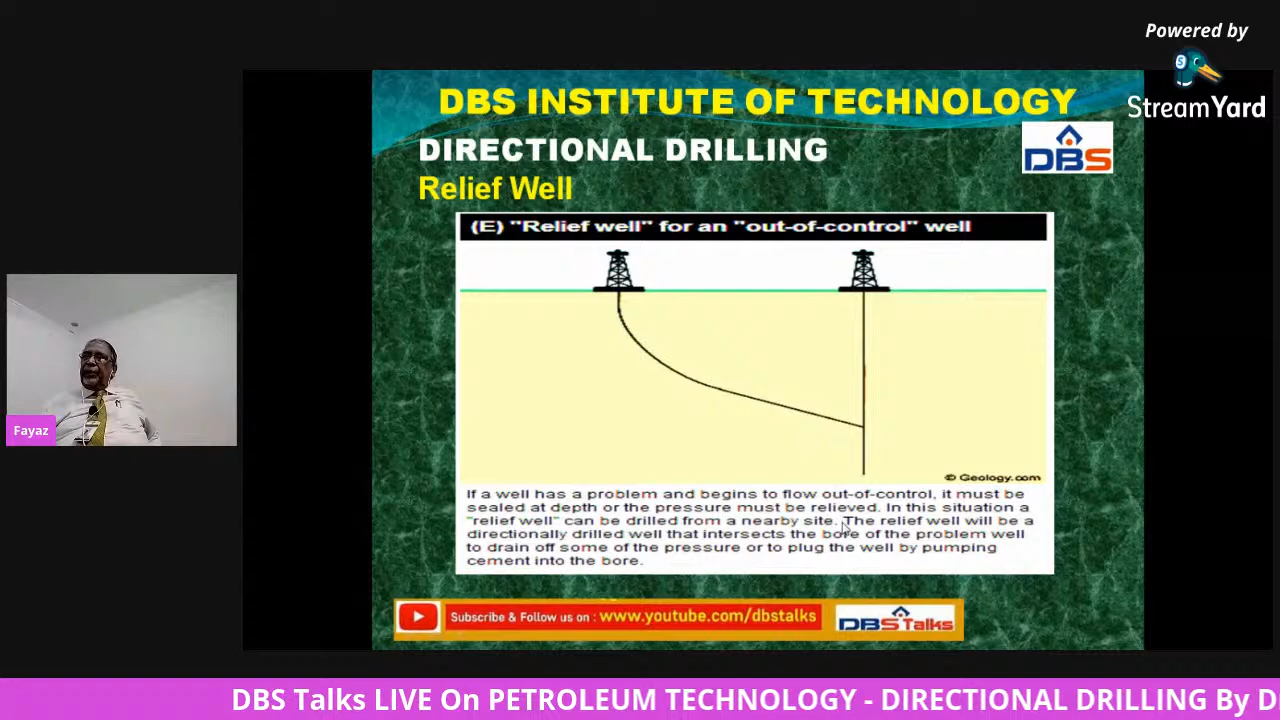 Powered by
StreamYard
DBS INSTITUTE OF TECHNOLOGY
DIRECTIONAL DRILLING
DBS
Relief Well
(E) "Relief well" for an "out-of-control" well
© Geology.com
If a well has a problem and begins to flow out-of-control, it must be
sealed at depth or the pressure must be relieved. In this situation a
"relief well" can be drilled from a nearby site. The relief well will be a
directionally drilled well that intersects the bore of the problem well
to drain off some of the pressure or to plug the well by pumping
cement into the bore.
Fayaz
Subscribe & Follow us on : www.youtube.com/dbstalks
DBS Talks
DBS Talks LIVE On PETROLEUM TECHNOLOGY - DIRECTIONAL DRILLING By D